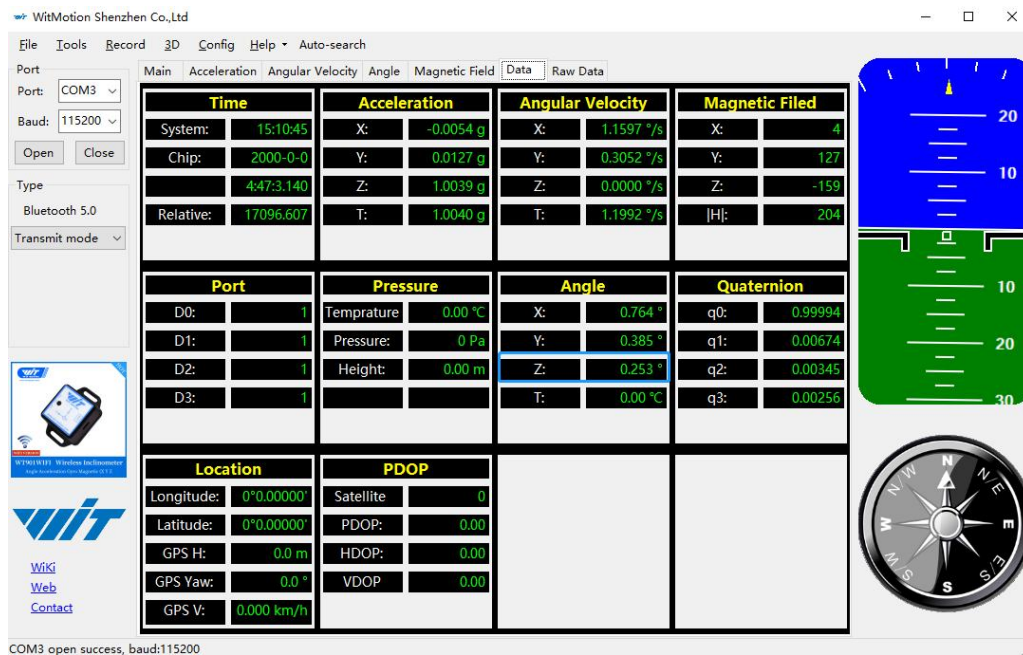 WitMotion Shenzhen Co.,Ltd
File Tools Record 3D Config Help Auto-search
Port
Port: COM3
Baud: 115200
Open Close
Type
Bluetooth 5.0
Transmit mode
WT901WIFI Wireless Inclinometer
WiKi
Web
Contact
Main Acceleration Angular Velocity Angle Magnetic Field Data Raw Data
Time
System: 15:10:45
Chip: 2000-0-0
4:47:3.140
Relative: 17096.607
Acceleration
X: -0.0054 g
Y: 0.0127 g
Z: 1.0039 g
T: 1.0040 g
Angular Velocity
X: 1.1597 °/s
Y: 0.3052 °/s
Z: 0.0000 °/s
T: 1.1992 °/s
Magnetic Filed
X: 4
Y: 127
Z: -159
|H|: 204
Port
D0: 1
D1: 1
D2: 1
D3: 1
Pressure
Temprature 0.00 ℃
Pressure: 0 Pa
Height: 0.00 m
Angle
X: 0.764 °
Y: 0.385 °
Z: 0.253 °
T: 0.00 ℃
Quaternion
q0: 0.99994
q1: 0.00674
q2: 0.00345
q3: 0.00256
Location
Longitude: 0°0.00000'
Latitude: 0°0.00000'
GPS H: 0.0 m
GPS Yaw: 0.0 °
GPS V: 0.000 km/h
PDOP
Satellite 0
PDOP: 0.00
HDOP: 0.00
VDOP 0.00
20
10
10
20
30
N
N/E
E
E/S
S
W/S
W
N/W
WIT
COM3 open success, baud:115200